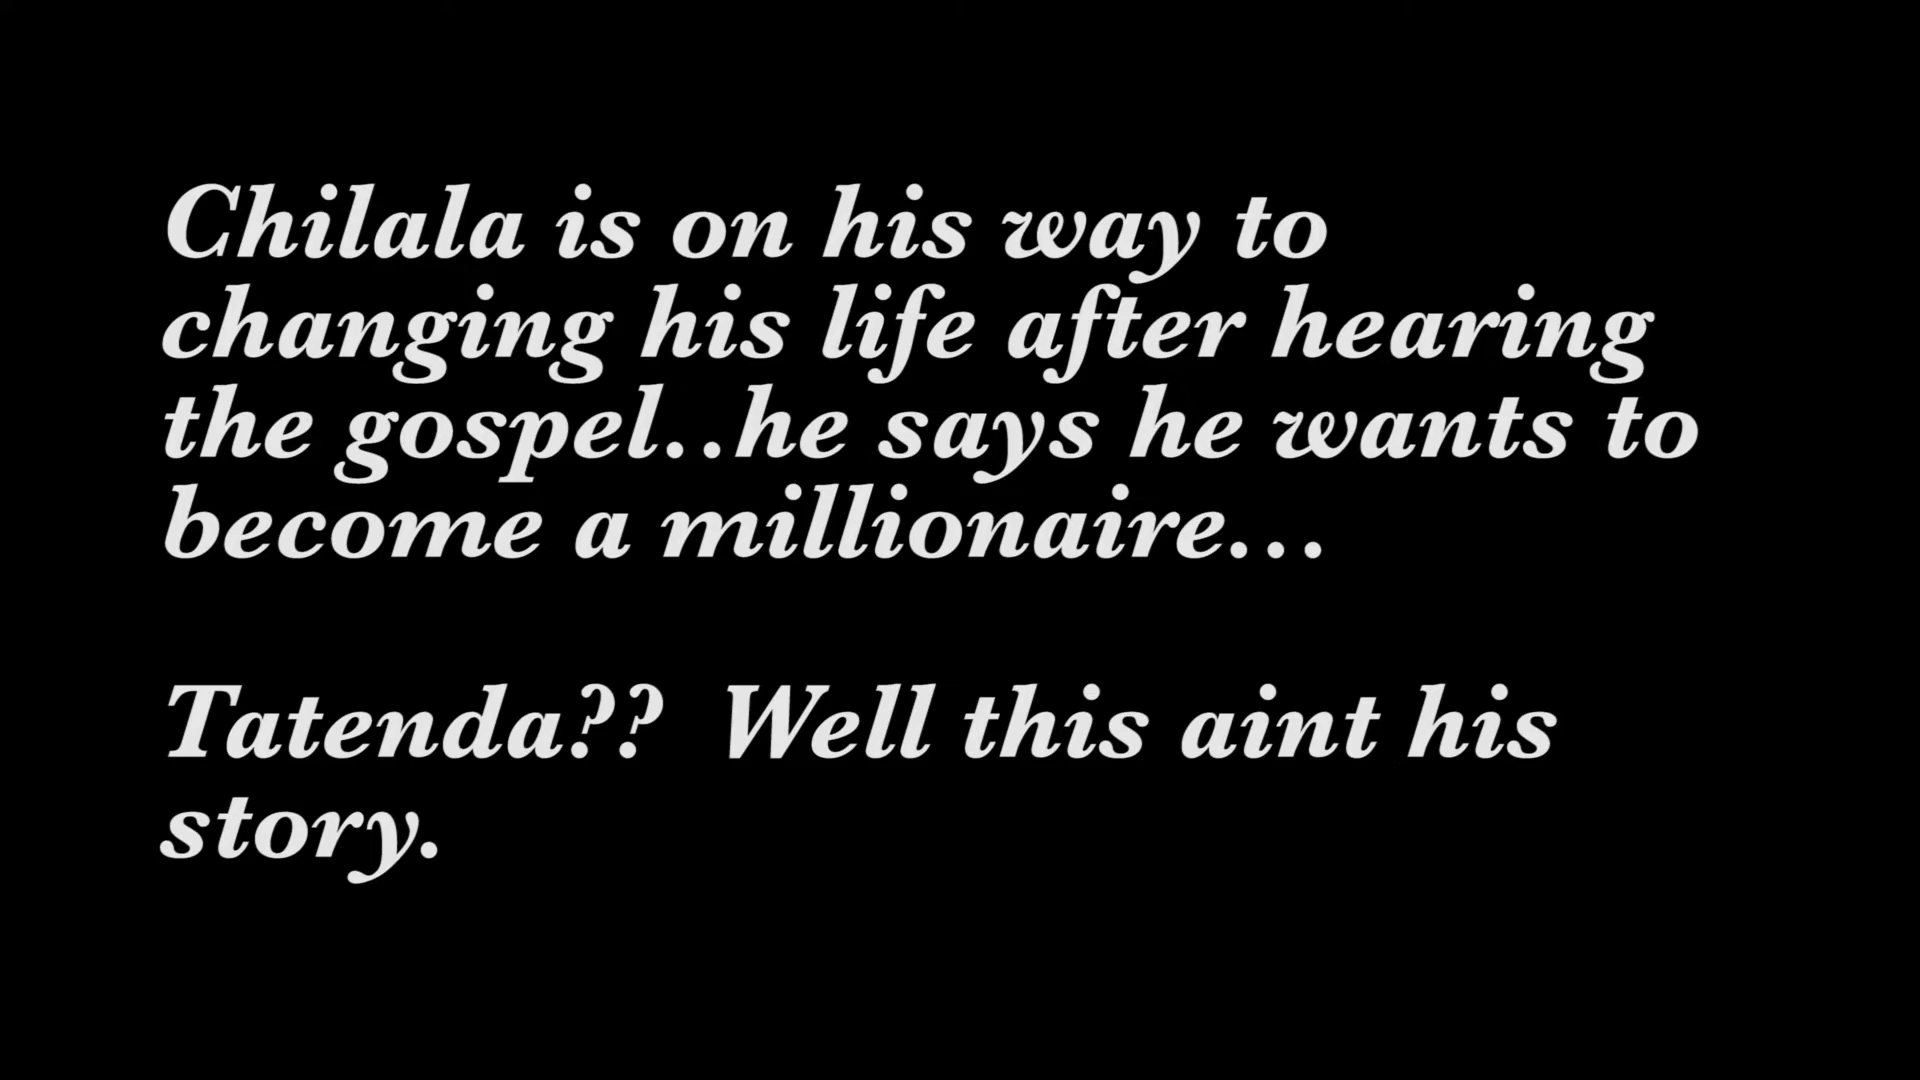 Chilala is on his way to
changing his life after hearing
the gospel..he says he wants to
become a millionaire...
Tatenda??  Well this aint his
story.